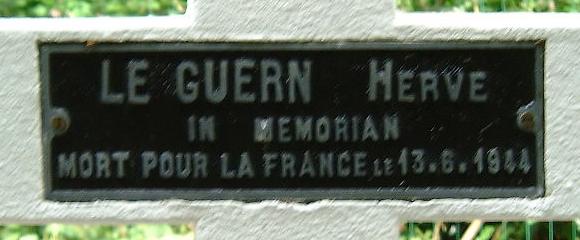 LE GUERN HERVE
IN MEMORIAN
MORT POUR LA FRANCE LE 13.6.1944